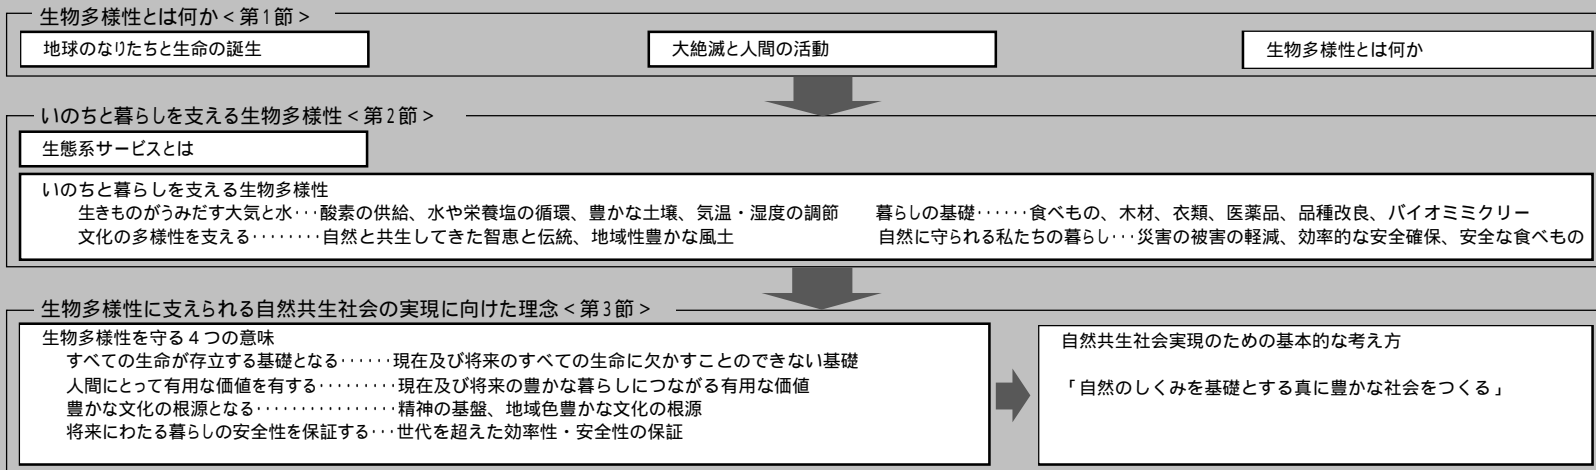 生物多様性とは何か<第1節>
地球のなりたちと生命の誕生
大絶滅と人間の活動
生物多様性とは何か
いのちと暮らしを支える生物多様性<第2節>
生態系サービスとは
いのちと暮らしを支える生物多様性
生きものがうみだす大気と水･･･酸素の供給、水や栄養塩の循環、豊かな土壌、気温・湿度の調節
暮らしの基礎･･････食べもの、木材、衣類、医薬品、品種改良、バイオミミクリー
文化の多様性を支える････････自然と共生してきた智恵と伝統、地域性豊かな風土
自然に守られる私たちの暮らし･･･災害の被害の軽減、効率的な安全確保、安全な食べもの
生物多様性に支えられる自然共生社会の実現に向けた理念<第3節>
生物多様性を守る4つの意味
すべての生命が存立する基礎となる･･････現在及び将来のすべての生命に欠かすことのできない基礎
人間にとって有用な価値を有する･････････現在及び将来の豊かな暮らしにつながる有用な価値
豊かな文化の根源となる･･･････････････精神の基盤、地域色豊かな文化の根源
将来にわたる暮らしの安全性を保証する･･･世代を超えた効率性・安全性の保証
自然共生社会実現のための基本的な考え方
「自然のしくみを基礎とする真に豊かな社会をつくる」